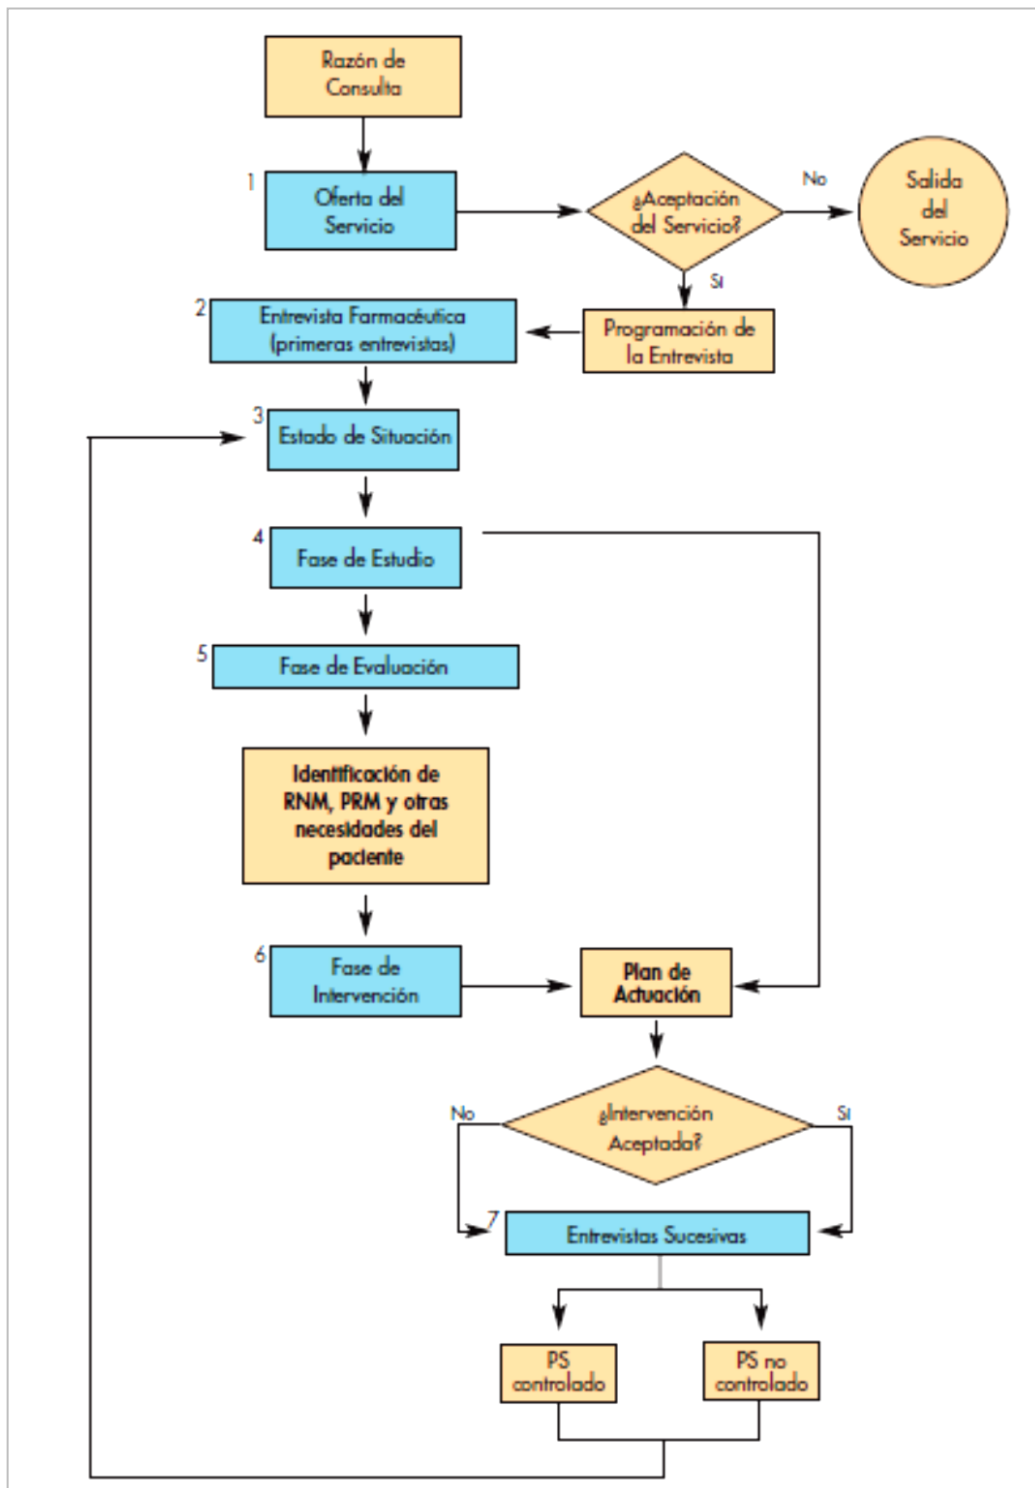 Razón de
Consulta
1
Oferta del
Servicio
¿Aceptación
del Servicio?
No
Salida
del
Servicio
Si
2
Entrevista Farmacéutica
(primeras entrevistas)
Programación de
la Entrevista
3
Estado de Situación
4
Fase de Estudio
5
Fase de Evaluación
Identificación de
RNM, PRM y otras
necesidades del
paciente
6
Fase de
Intervención
Plan de
Actuación
No
¿Intervención
Aceptada?
Si
7
Entrevistas Sucesivas
PS
controlado
PS no
controlado